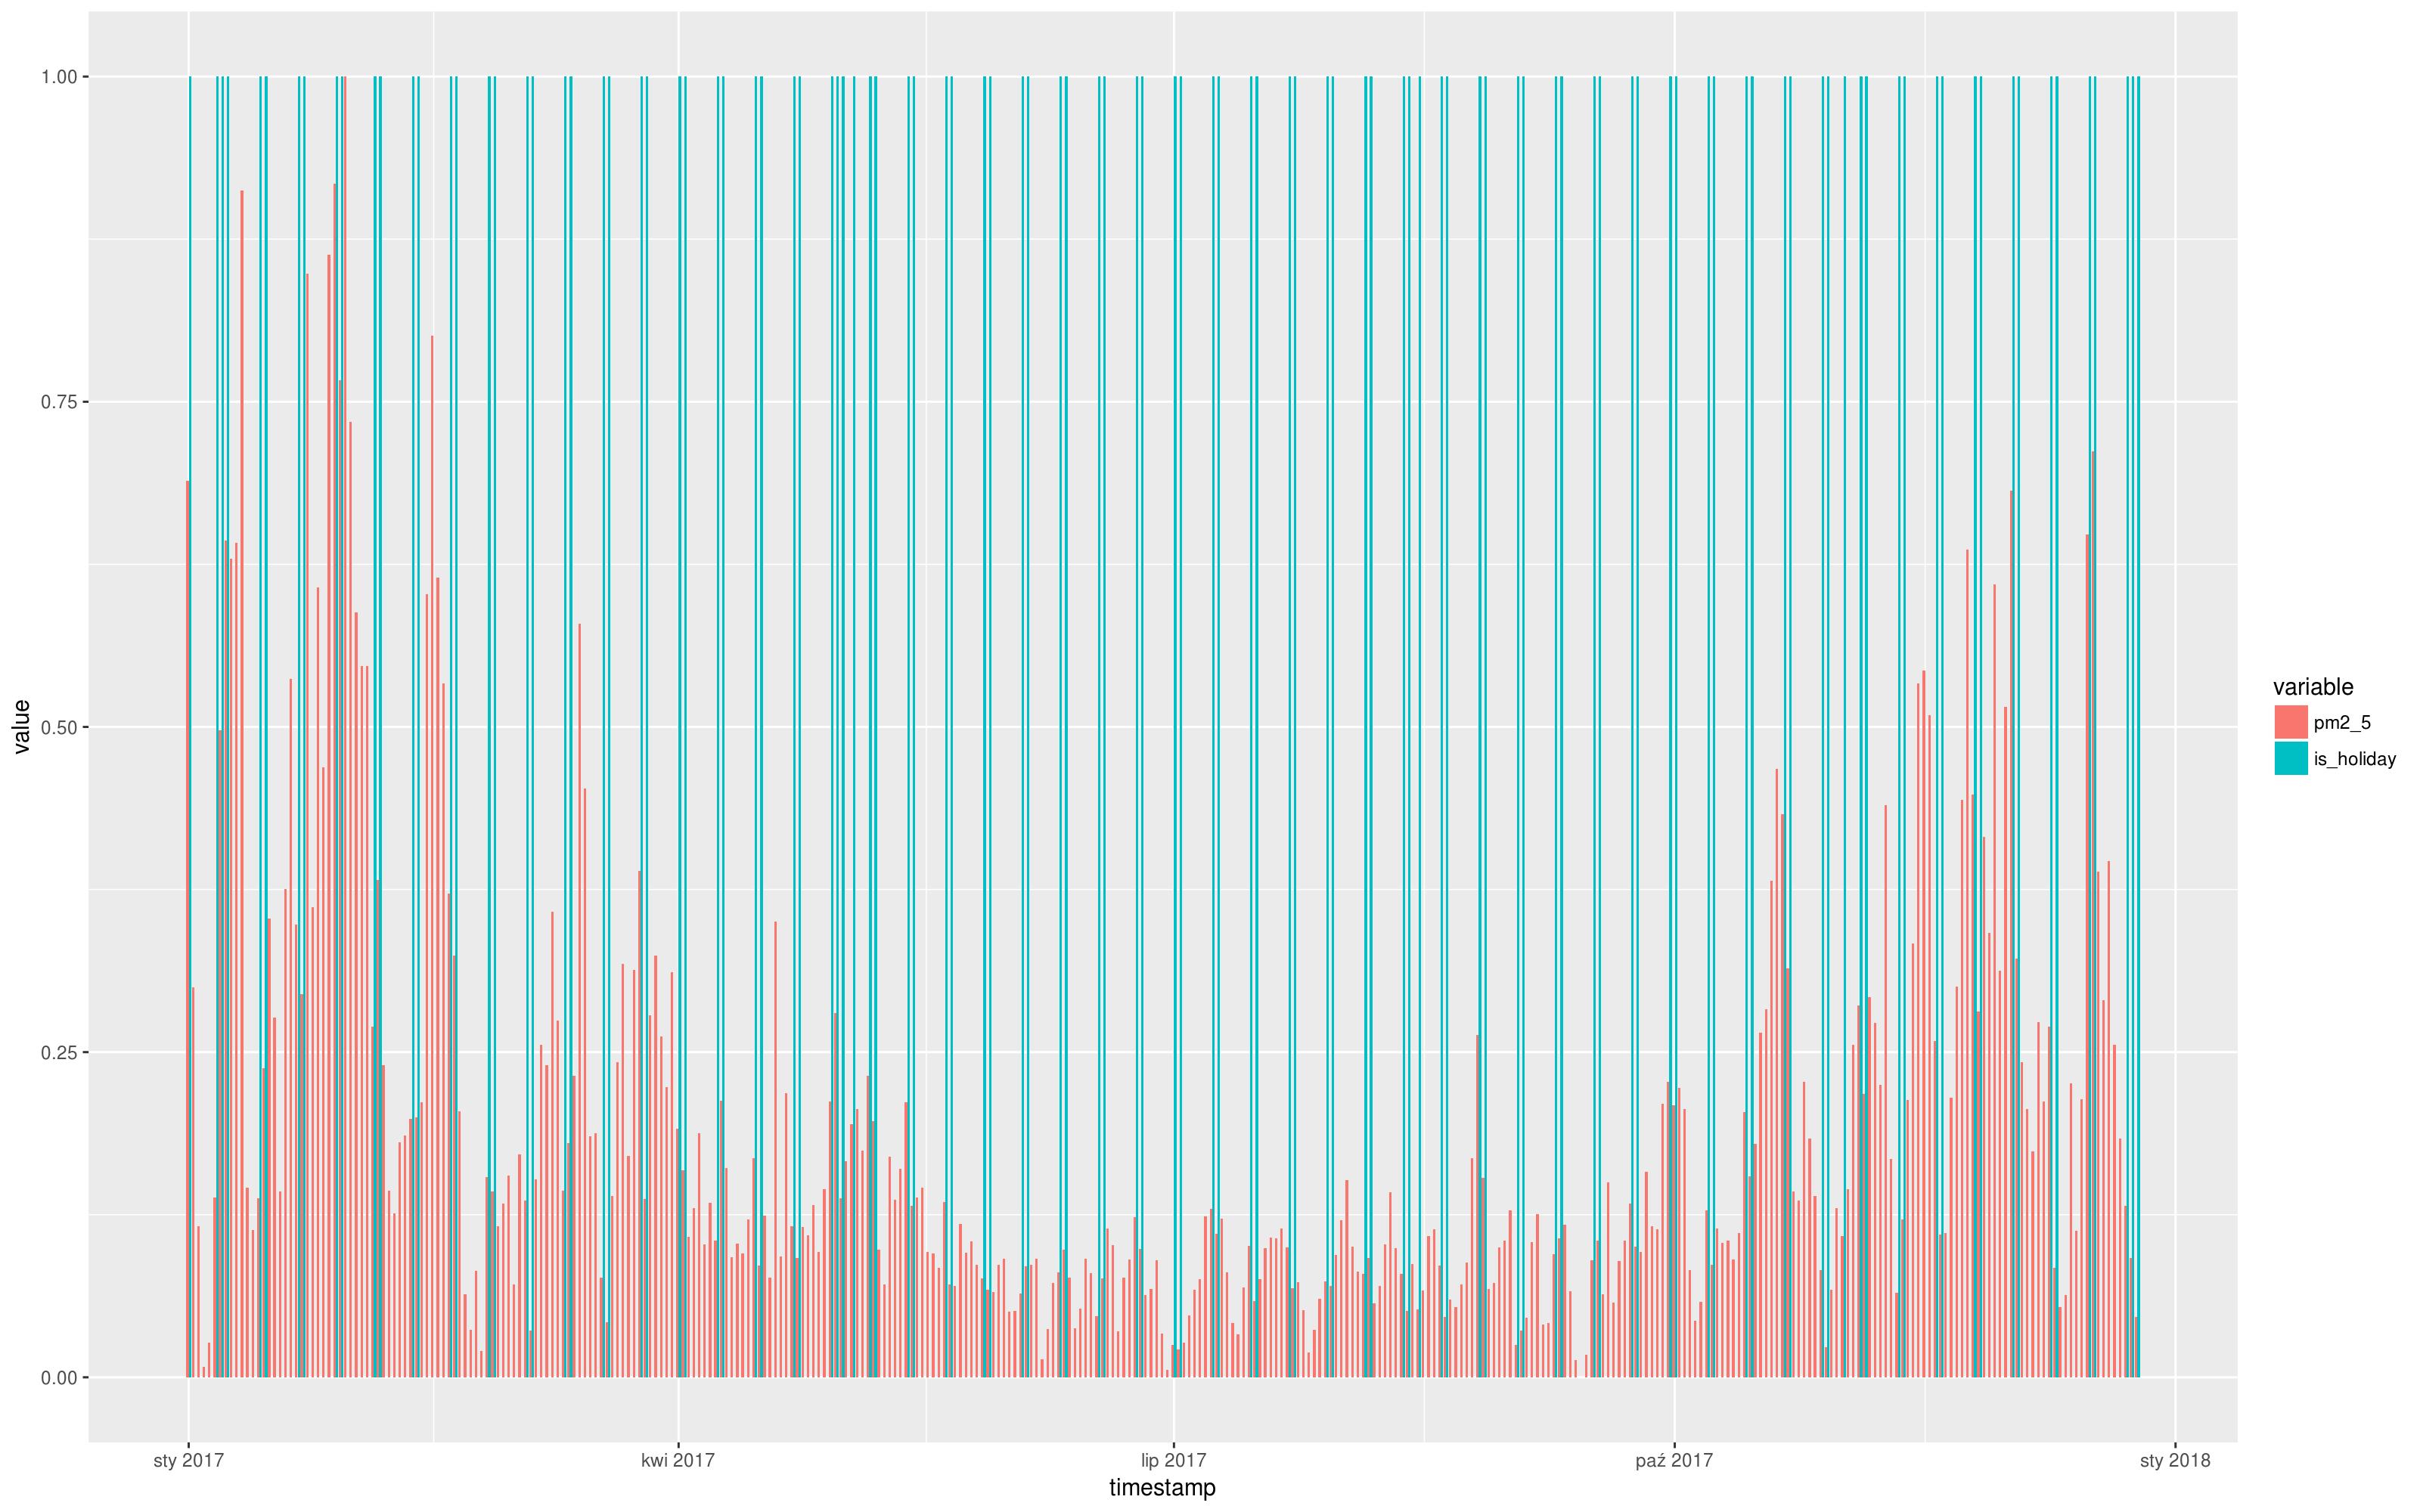 1.00
0.75
0.50
0.25
0.00
value
sty 2017
kwi 2017
lip 2017
paź 2017
sty 2018
timestamp
variable
pm2_5
is_holiday